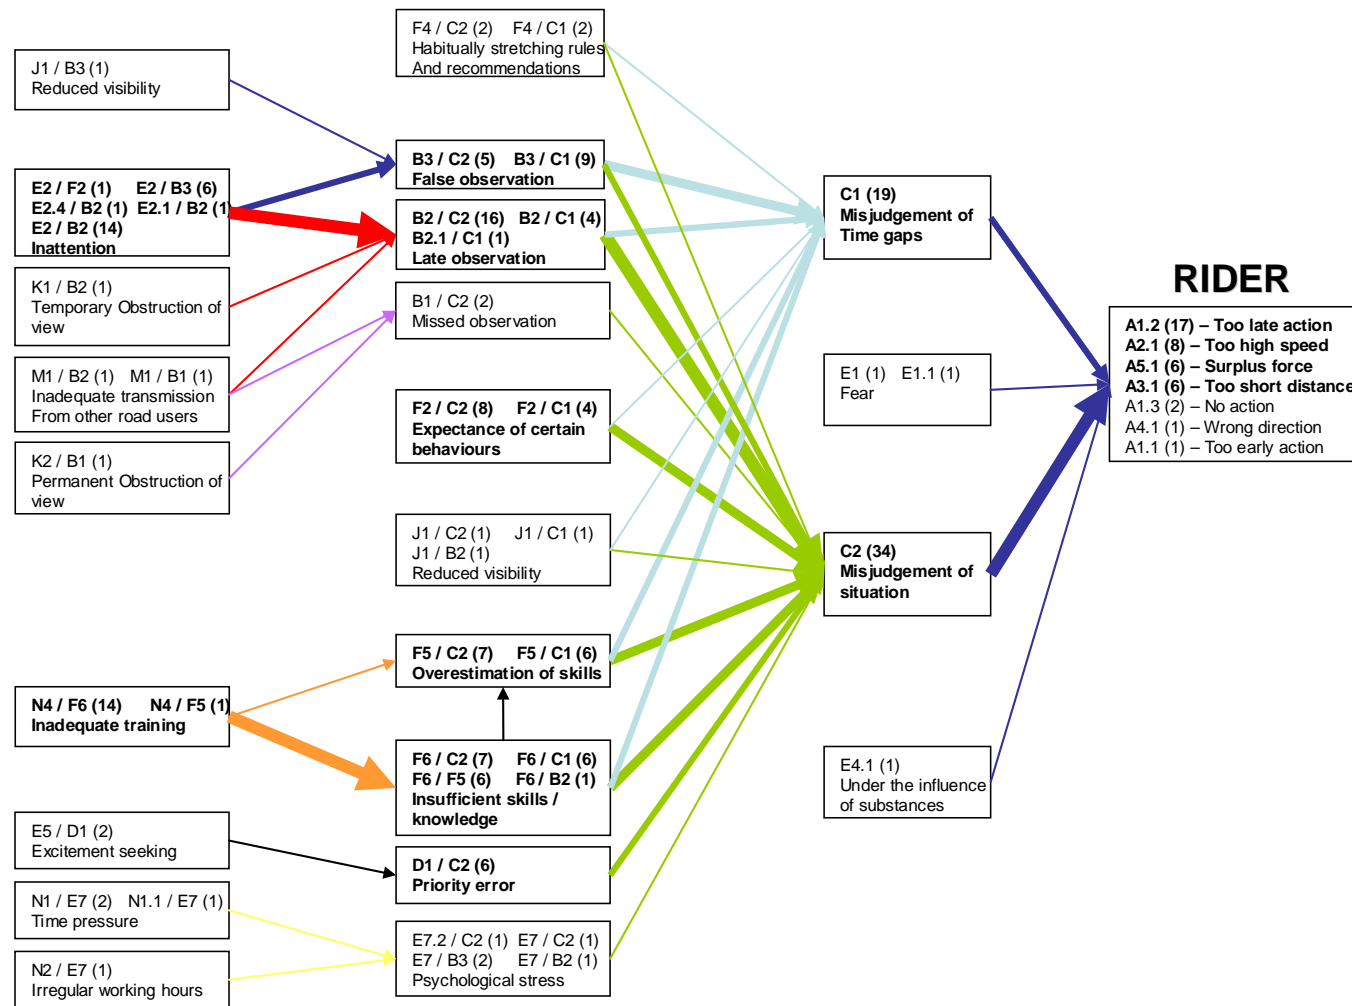 J1 / B3 (1)
Reduced visibility
E2 / F2 (1) E2 / B3 (6)
E2.4 / B2 (1) E2.1 / B2 (1)
E2 / B2 (14)
Inattention
K1 / B2 (1)
Temporary Obstruction of
view
M1 / B2 (1) M1 / B1 (1)
Inadequate transmission
From other road users
K2 / B1 (1)
Permanent Obstruction of
view
N4 / F6 (14) N4 / F5 (1)
Inadequate training
E5 / D1 (2)
Excitement seeking
N1 / E7 (2) N1.1 / E7 (1)
Time pressure
N2 / E7 (1)
Irregular working hours
F4 / C2 (2) F4 / C1 (2)
Habitually stretching rules
And recommendations
B3 / C2 (5) B3 / C1 (9)
False observation
B2 / C2 (16) B2 / C1 (4)
B2.1 / C1 (1)
Late observation
B1 / C2 (2)
Missed observation
F2 / C2 (8) F2 / C1 (4)
Expectance of certain
behaviours
J1 / C2 (1) J1 / C1 (1)
J1 / B2 (1)
Reduced visibility
F5 / C2 (7) F5 / C1 (6)
Overestimation of skills
F6 / C2 (7) F6 / C1 (6)
F6 / F5 (6) F6 / B2 (1)
Insufficient skills /
knowledge
D1 / C2 (6)
Priority error
E7.2 / C2 (1) E7 / C2 (1)
E7 / B3 (2) E7 / B2 (1)
Psychological stress
C1 (19)
Misjudgement of
Time gaps
E1 (1) E1.1 (1)
Fear
C2 (34)
Misjudgement of
situation
E4.1 (1)
Under the influence
of substances
RIDER
A1.2 (17) – Too late action
A2.1 (8) – Too high speed
A5.1 (6) – Surplus force
A3.1 (6) – Too short distance
A1.3 (2) – No action
A4.1 (1) – Wrong direction
A1.1 (1) – Too early action